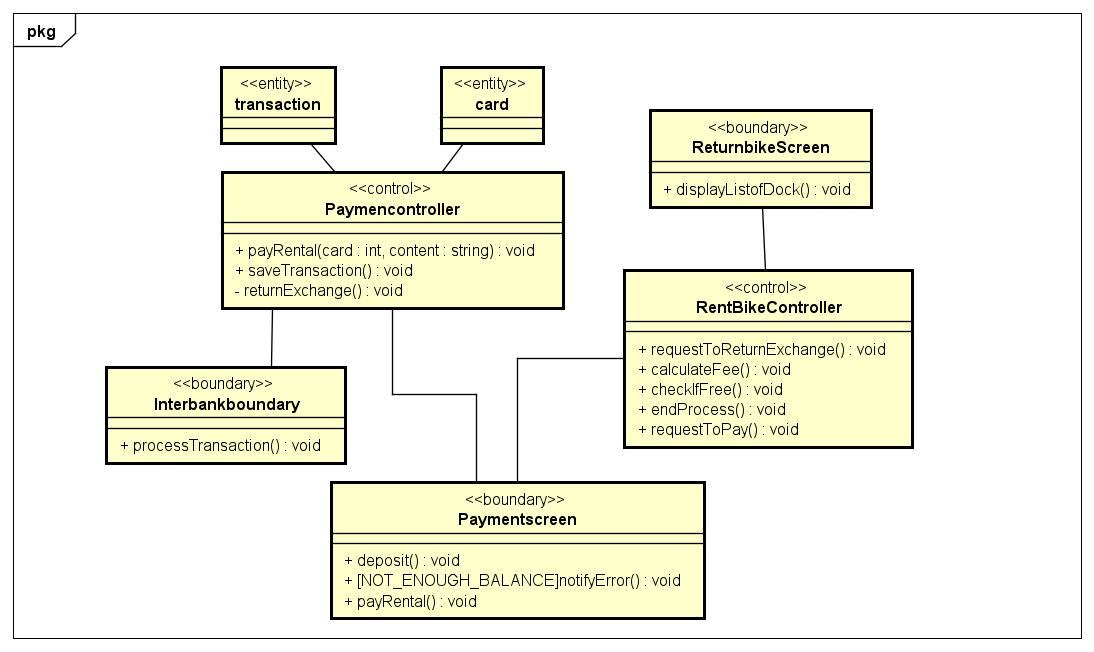 pkg
<<entity>>
transaction
<<entity>>
card
<<boundary>>
ReturnbikeScreen
+ displayListofDock() : void
<<control>>
Paymencontroller
+ payRental(card : int, content : string) : void
+ saveTransaction() : void
- returnExchange() : void
<<control>>
RentBikeController
+ requestToReturnExchange() : void
+ calculateFee() : void
+ checkIfFree() : void
+ endProcess() : void
+ requestToPay() : void
<<boundary>>
Interbankboundary
+ processTransaction() : void
<<boundary>>
Paymentscreen
+ deposit() : void
+ [NOT_ENOUGH_BALANCE]notifyError() : void
+ payRental() : void